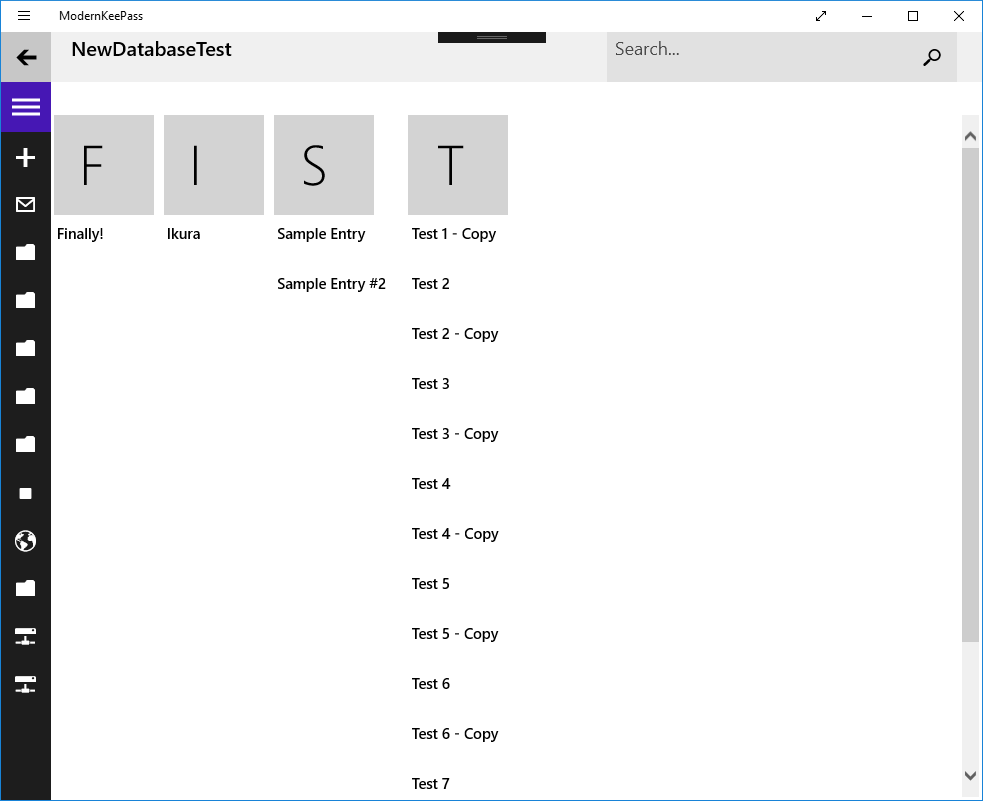 ModernKeePass
NewDatabaseTest
Search...
F
Finally!
I
Ikura
S
Sample Entry
Sample Entry #2
T
Test 1 - Copy
Test 2
Test 2 - Copy
Test 3
Test 3 - Copy
Test 4
Test 4 - Copy
Test 5
Test 5 - Copy
Test 6
Test 6 - Copy
Test 7